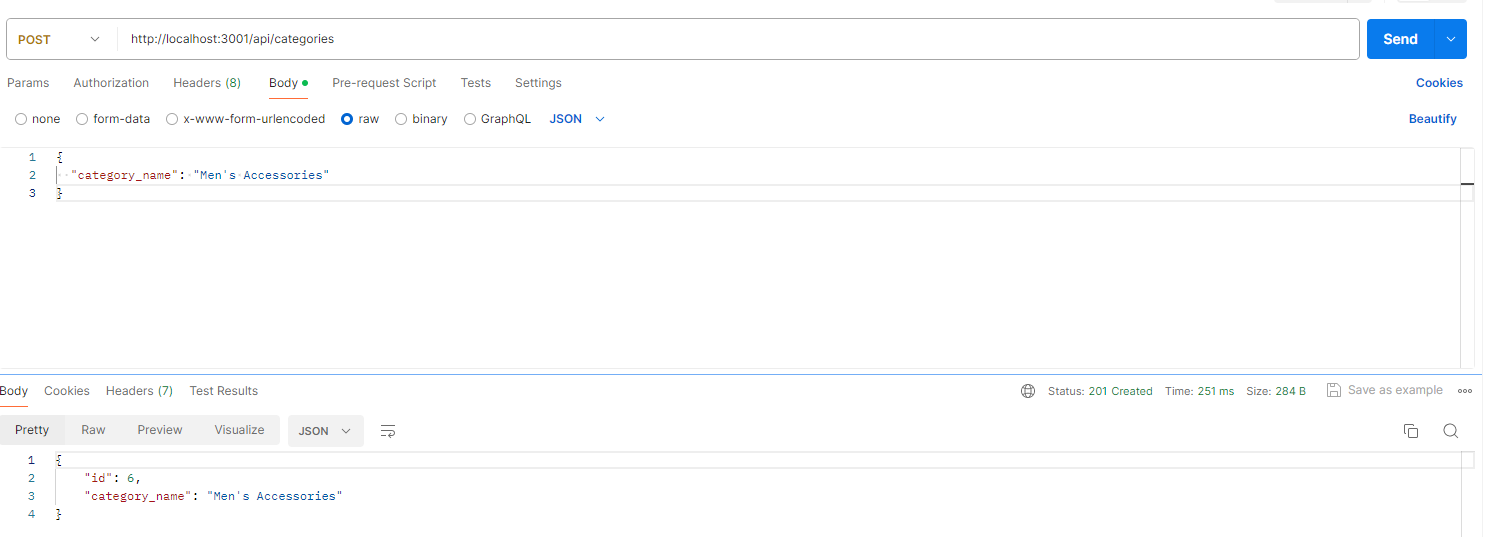 POST http://localhost:3001/api/categories Send
Params Authorization Headers (8) Body Pre-request Script Tests Settings Cookies
none form-data x-www-form-urlencoded raw binary GraphQL JSON Beautify
1 {
2 "category_name": "Men's Accessories"
3 }
Body Cookies Headers (7) Test Results Status: 201 Created Time: 251 ms Size: 284 B Save as example
Pretty Raw Preview Visualize JSON
1 {
2 "id": 6,
3 "category_name": "Men's Accessories"
4 }